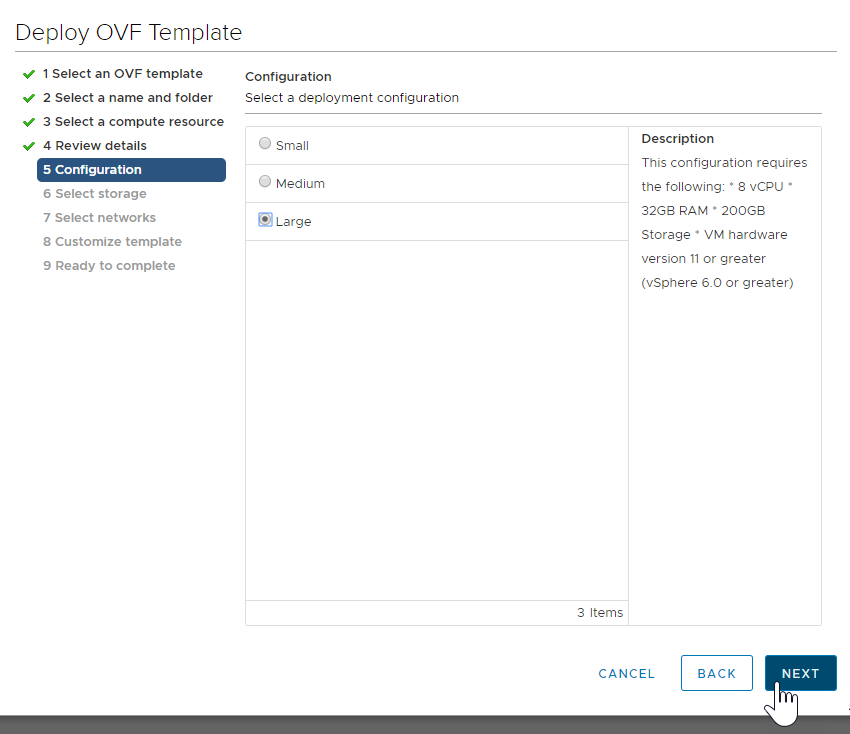 Deploy OVF Template
1 Select an OVF template
2 Select a name and folder
3 Select a compute resource
4 Review details
5 Configuration
6 Select storage
7 Select networks
8 Customize template
9 Ready to complete
Configuration
Select a deployment configuration
Small
Medium
Large
3 Items
Description
This configuration requires
the following: * 8 vCPU *
32GB RAM * 200GB
Storage * VM hardware
version 11 or greater
(vSphere 6.0 or greater)
CANCEL
BACK
NEXT